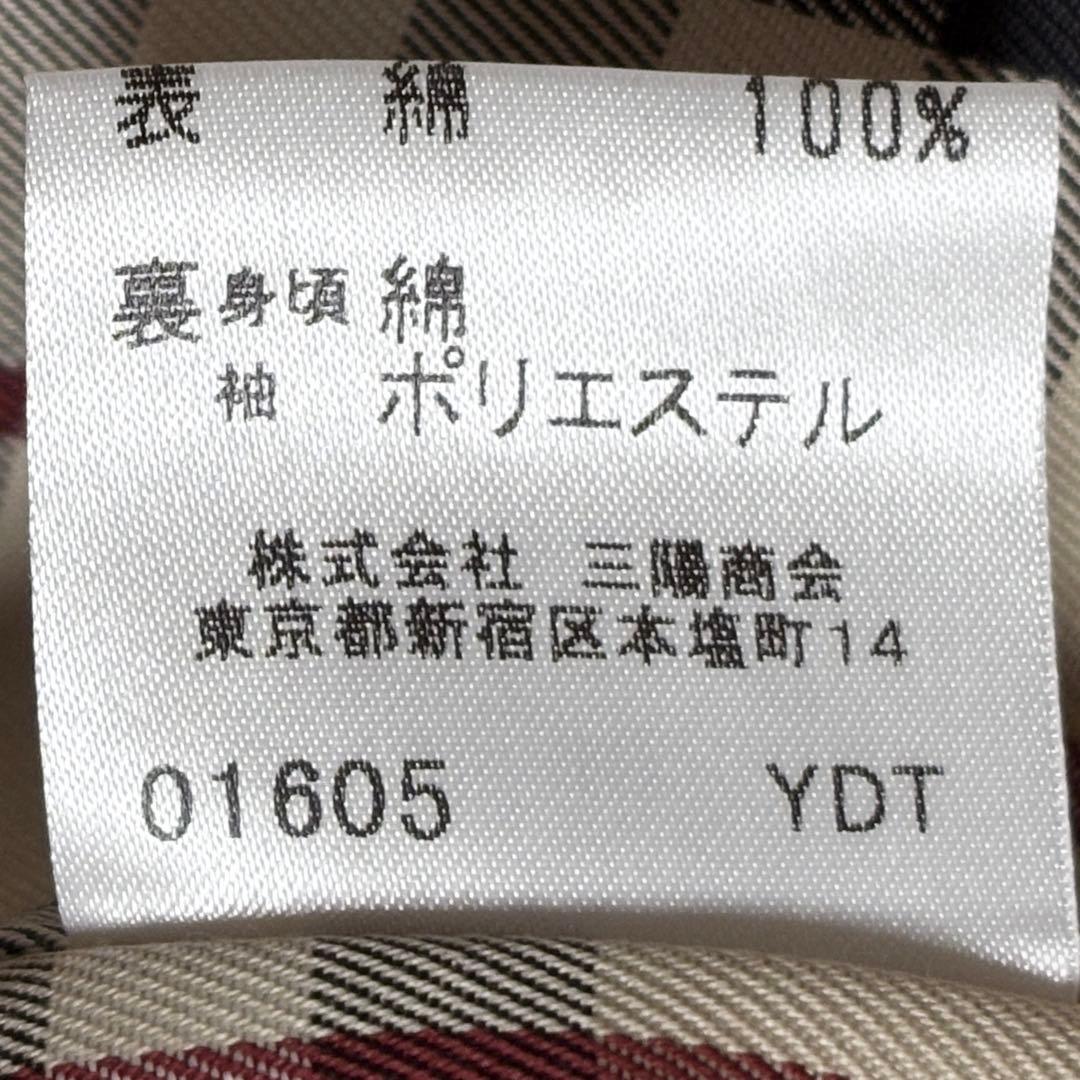 表 綿 100%
裏 身頃 綿
袖 ポリエステル
株式会社 三陽商会
東京都新宿区本塩町14
01605 YDT